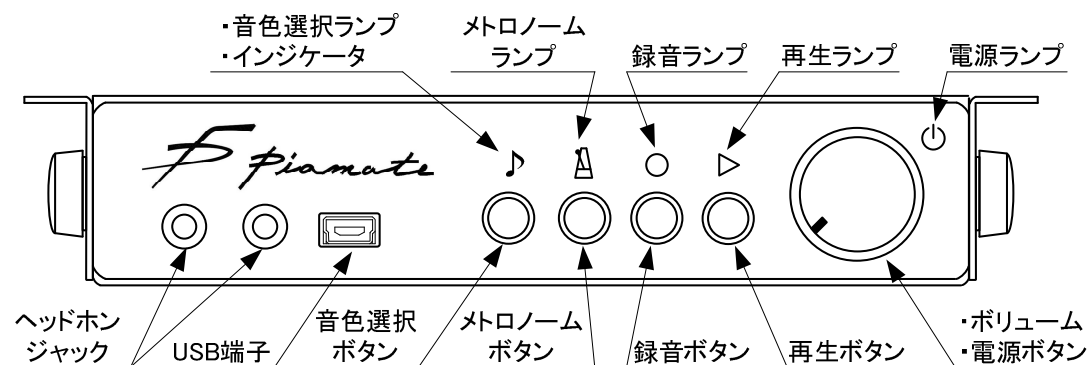 ・音色選択ランプ
・インジケータ
メトロノーム
ランプ
録音ランプ
再生ランプ
電源ランプ
Piamate
ヘッドホン
ジャック
USB端子
音色選択
ボタン
メトロノーム
ボタン
録音ボタン
再生ボタン
・ボリューム
・電源ボタン